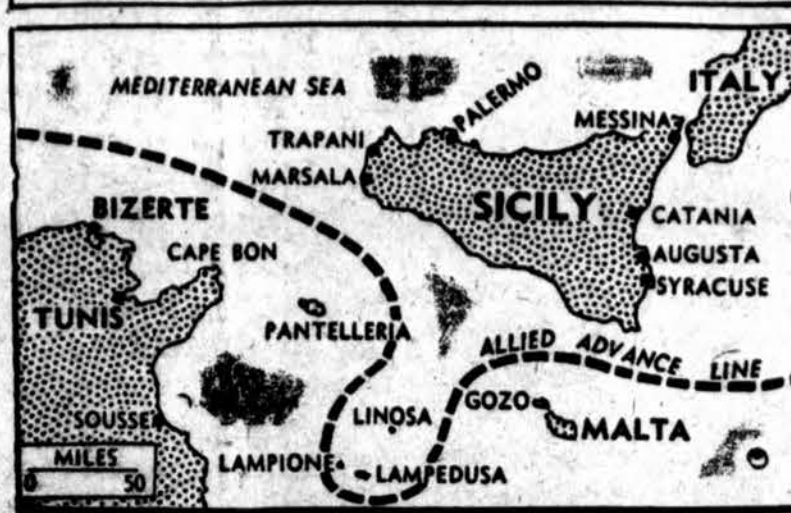 MEDITERRANEAN SEA
ITALY
PALERMO
MESSINA
TRAPANI
MARSALA
SICILY
BIZERTE
CATANIA
CAPE BON
AUGUSTA
SYRACUSE
TUNIS
PANTELLERIA
ALLIED ADVANCE LINE
GOZO
LINOSA
SOUSSE
MALTA
MILES
LAMPIONE
LAMPEDUSA
0 50